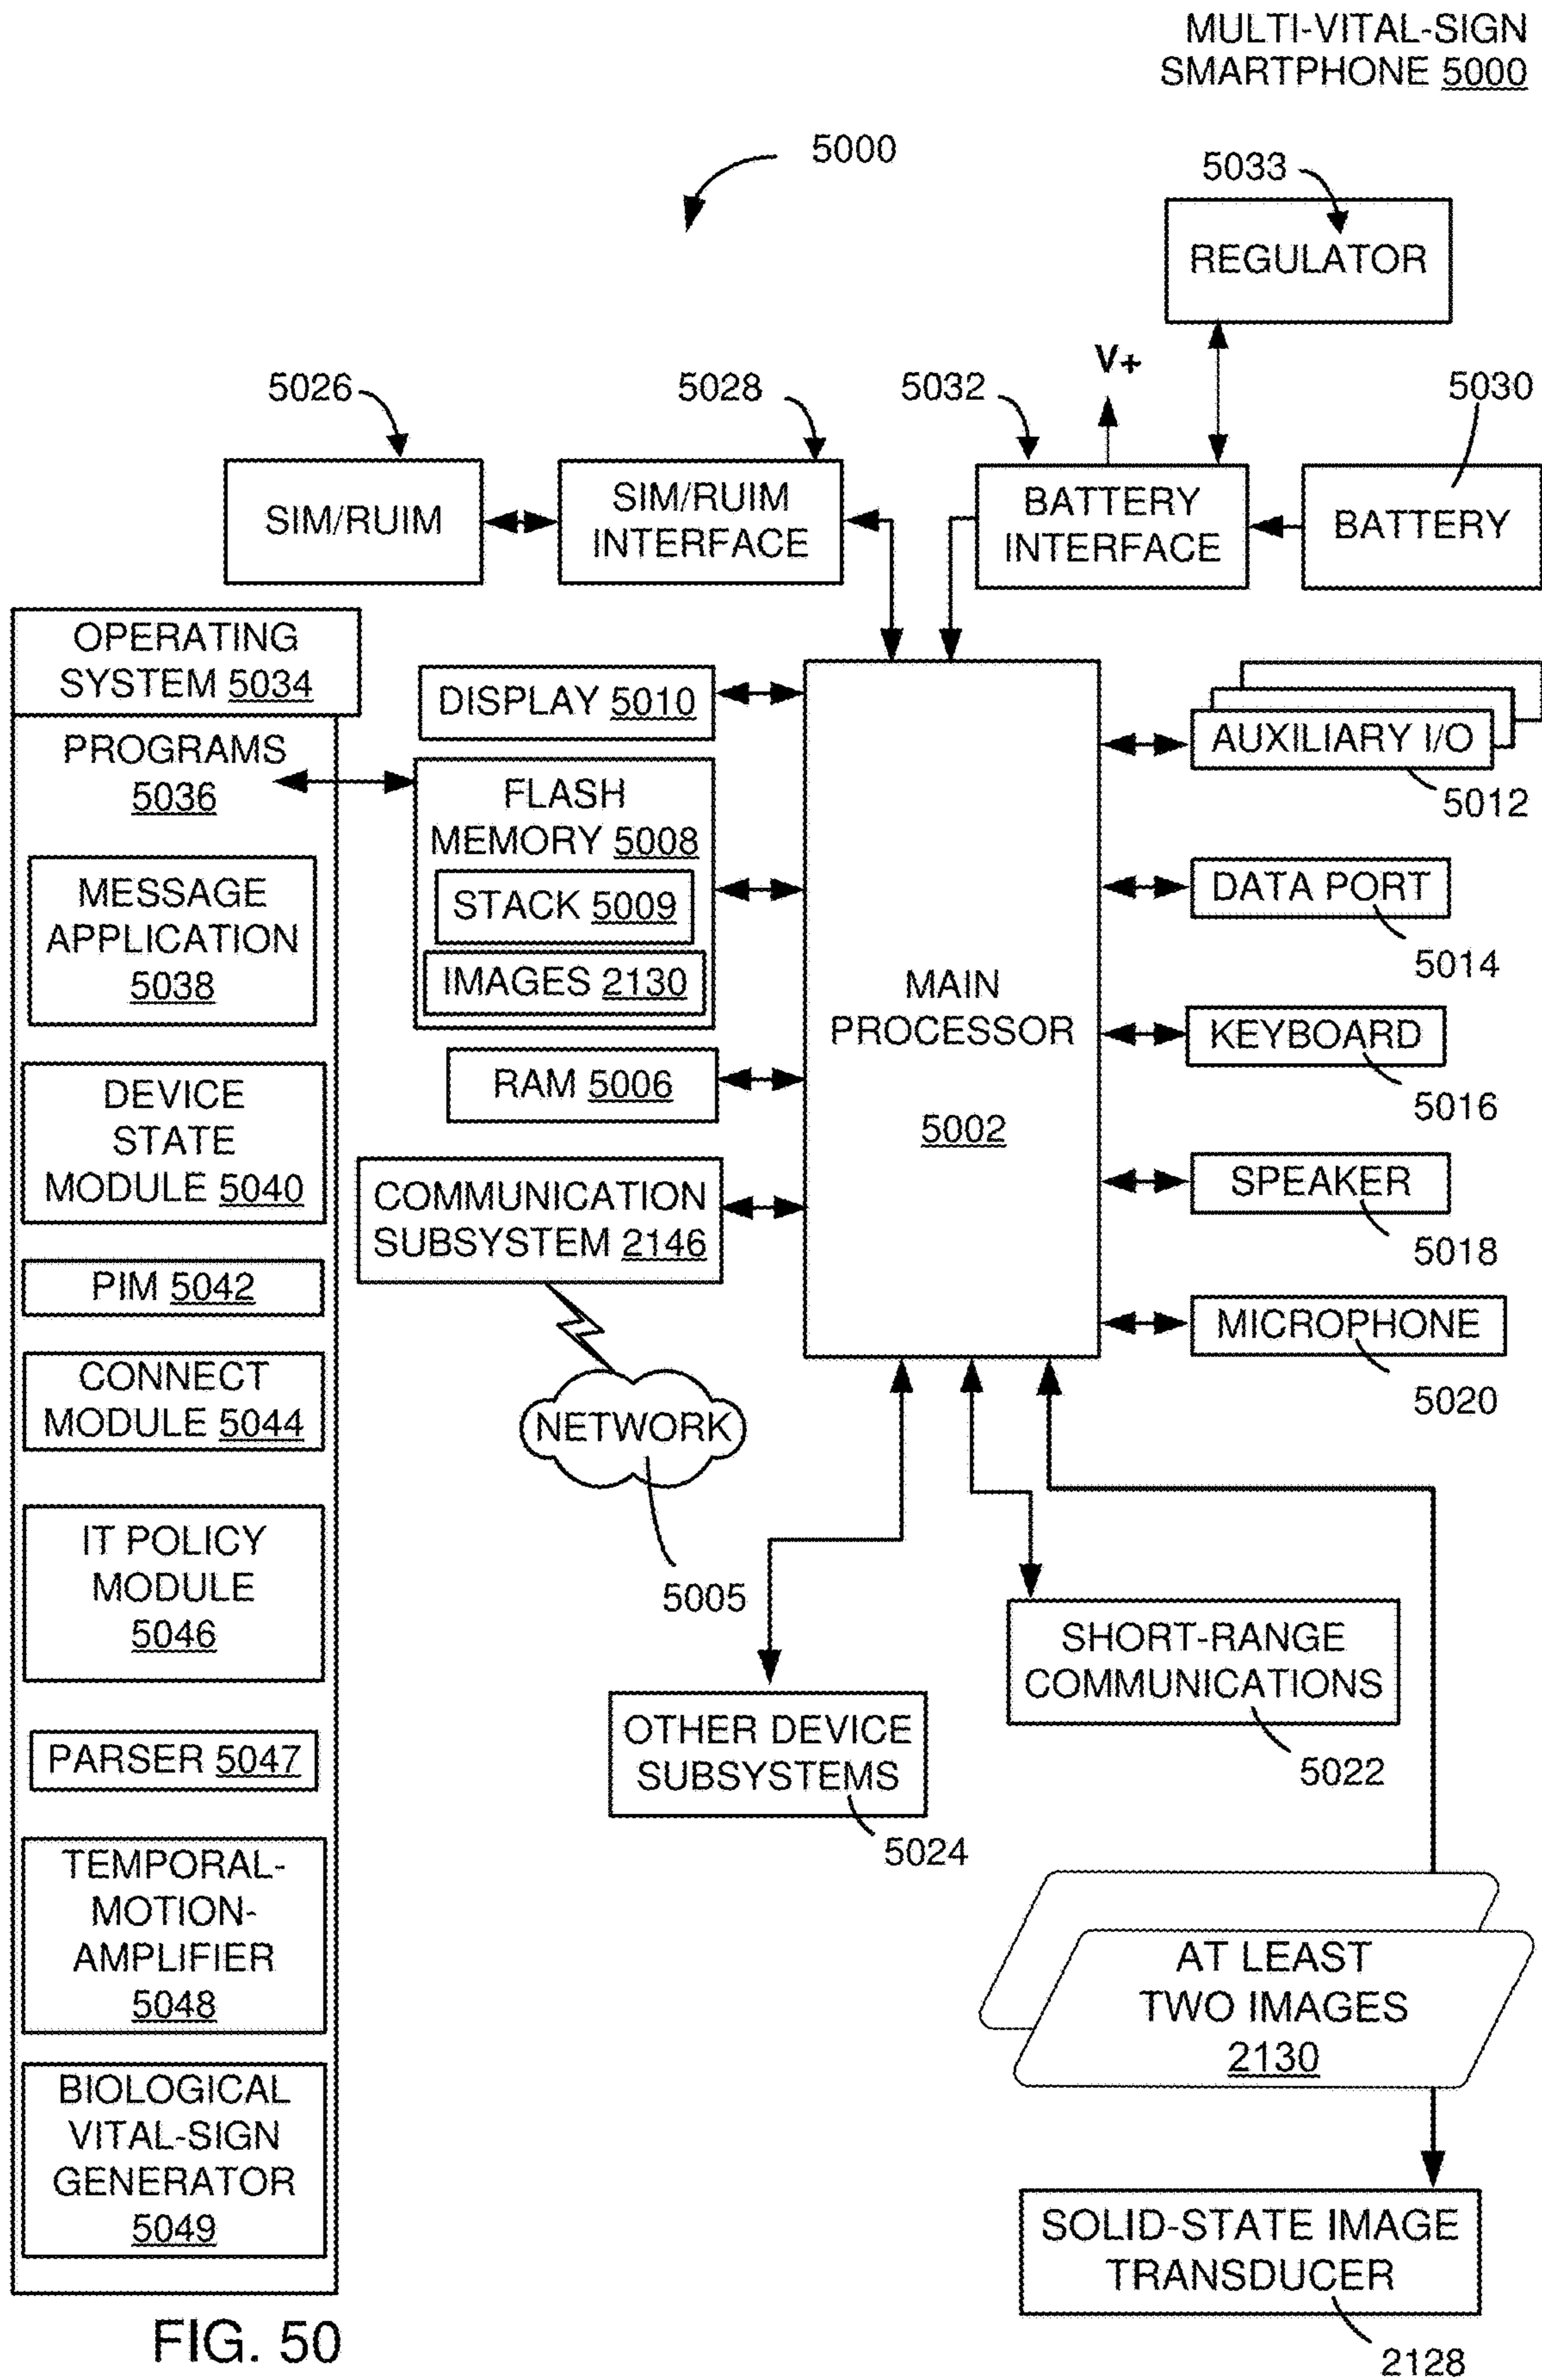 MULTI-VITAL-SIGN
SMARTPHONE 5000
5000
5033
REGULATOR
V+
5026
5028
5032
5030
SIM/RUIM
SIM/RUIM
INTERFACE
BATTERY
INTERFACE
BATTERY
OPERATING
SYSTEM 5034
PROGRAMS
5036
MESSAGE
APPLICATION
5038
DEVICE
STATE
MODULE 5040
PIM 5042
CONNECT
MODULE 5044
IT POLICY
MODULE
5046
PARSER 5047
TEMPORAL-
MOTION-
AMPLIFIER
5048
BIOLOGICAL
VITAL-SIGN
GENERATOR
5049
DISPLAY 5010
FLASH
MEMORY 5008
STACK 5009
IMAGES 2130
RAM 5006
COMMUNICATION
SUBSYSTEM 2146
NETWORK
5005
MAIN
PROCESSOR
5002
AUXILIARY I/O
5012
DATA PORT
5014
KEYBOARD
5016
SPEAKER
5018
MICROPHONE
5020
SHORT-RANGE
COMMUNICATIONS
5022
OTHER DEVICE
SUBSYSTEMS
5024
AT LEAST
TWO IMAGES
2130
SOLID-STATE IMAGE
TRANSDUCER
2128
FIG. 50